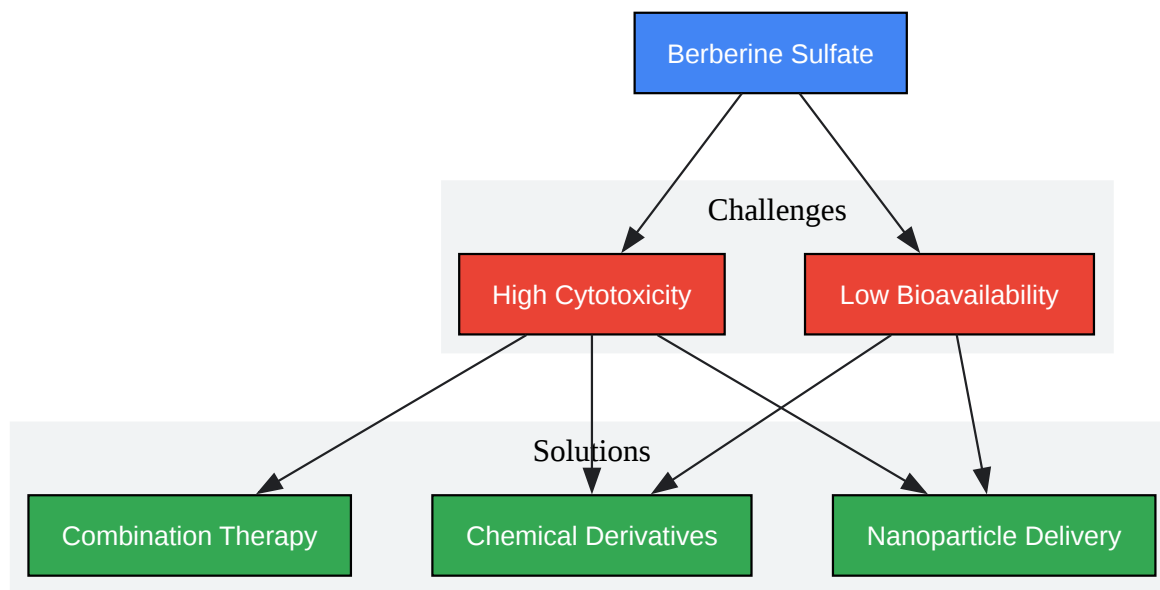 Berberine Sulfate
Challenges
High Cytotoxicity
Low Bioavailability
Solutions
Combination Therapy
Chemical Derivatives
Nanoparticle Delivery